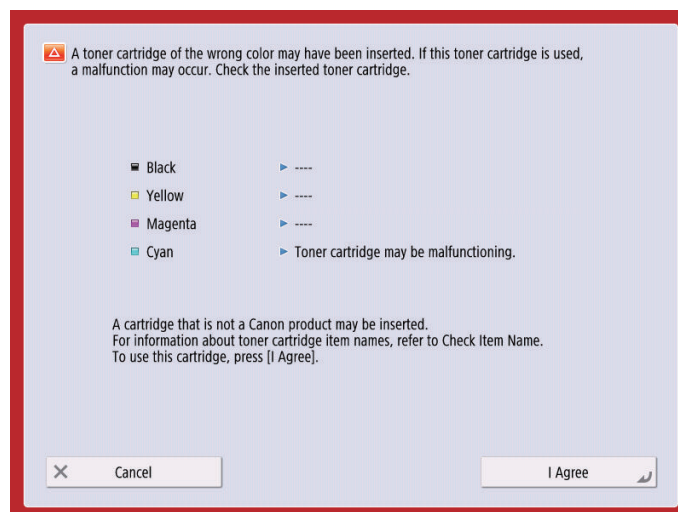 A toner cartridge of the wrong color may have been inserted. If this toner cartridge is used,
a malfunction may occur. Check the inserted toner cartridge.
Black ----
Yellow ----
Magenta ----
Cyan Toner cartridge may be malfunctioning.
A cartridge that is not a Canon product may be inserted.
For information about toner cartridge item names, refer to Check Item Name.
To use this cartridge, press [I Agree].
Cancel I Agree